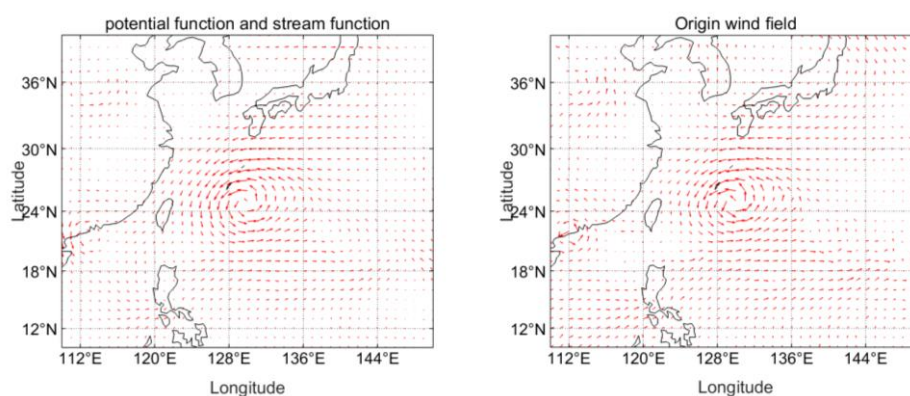 potential function and stream function
36°N
30°N
24°N
18°N
12°N
Latitude
112°E 120°E 128°E 136°E 144°E
Longitude
Origin wind field
36°N
30°N
24°N
18°N
12°N
Latitude
112°E 120°E 128°E 136°E 144°E
Longitude